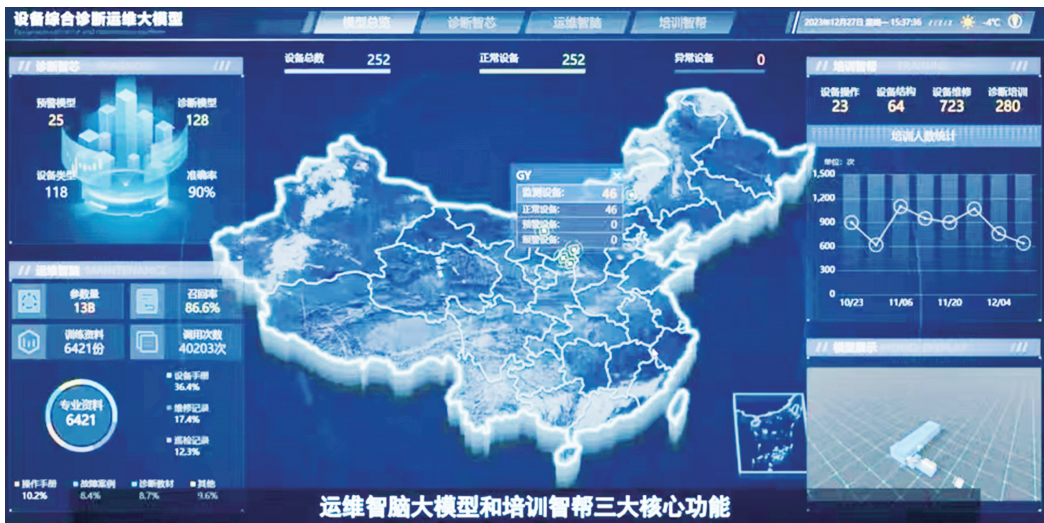 设备综合诊断运维大模型
模型总览 诊断智芯 运维智脑 培训智帮
2023年12月27日 星期一 15:37:36 -4℃
设备总数 252 正常设备 252 异常设备 0
诊断智芯
预警模型 诊断模型
25 128
设备类型 准确率
118 90%
运维智脑 MAINTENANCE
参数量 召回率
13B 86.6%
训练资料 调用次数
6421份 40203次
专业资料
6421
设备手册
36.4%
维修记录
17.4%
巡检记录
12.3%
操作手册 故障案例 诊断教材 其他
10.2% 8.4% 8.7% 9.6%
GY
监测设备: 46
正常设备: 46
预警设备: 0
报警设备: 0
培训智帮
设备操作 设备结构 设备维修 诊断培训
23 64 723 280
培训人数统计
单位: 次
1,500
1,200
900
600
300
0
10/23 11/06 11/20 12/04
模型展示
运维智脑大模型和培训智帮三大核心功能